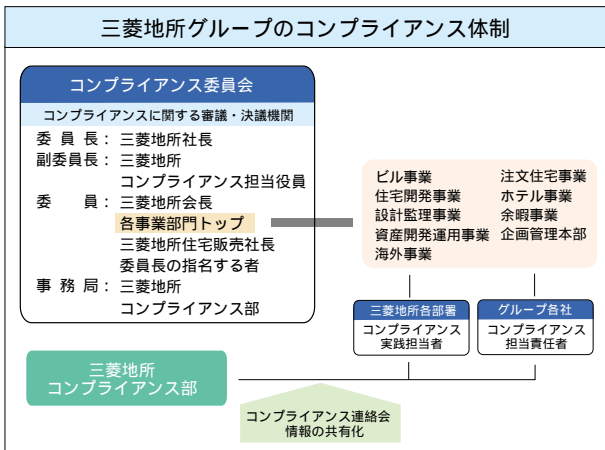 三菱地所グループのコンプライアンス体制
コンプライアンス委員会
コンプライアンスに関する審議・決議機関
委員長：三菱地所社長
副委員長：三菱地所
コンプライアンス担当役員
委員：三菱地所会長
各事業部門トップ
三菱地所住宅販売社長
委員長の指名する者
事務局：三菱地所
コンプライアンス部
ビル事業
住宅開発事業
設計監理事業
資産開発運用事業
海外事業
注文住宅事業
ホテル事業
余暇事業
企画管理本部
三菱地所各部署
コンプライアンス
実践担当者
グループ各社
コンプライアンス
担当責任者
三菱地所
コンプライアンス部
コンプライアンス連絡会
情報の共有化